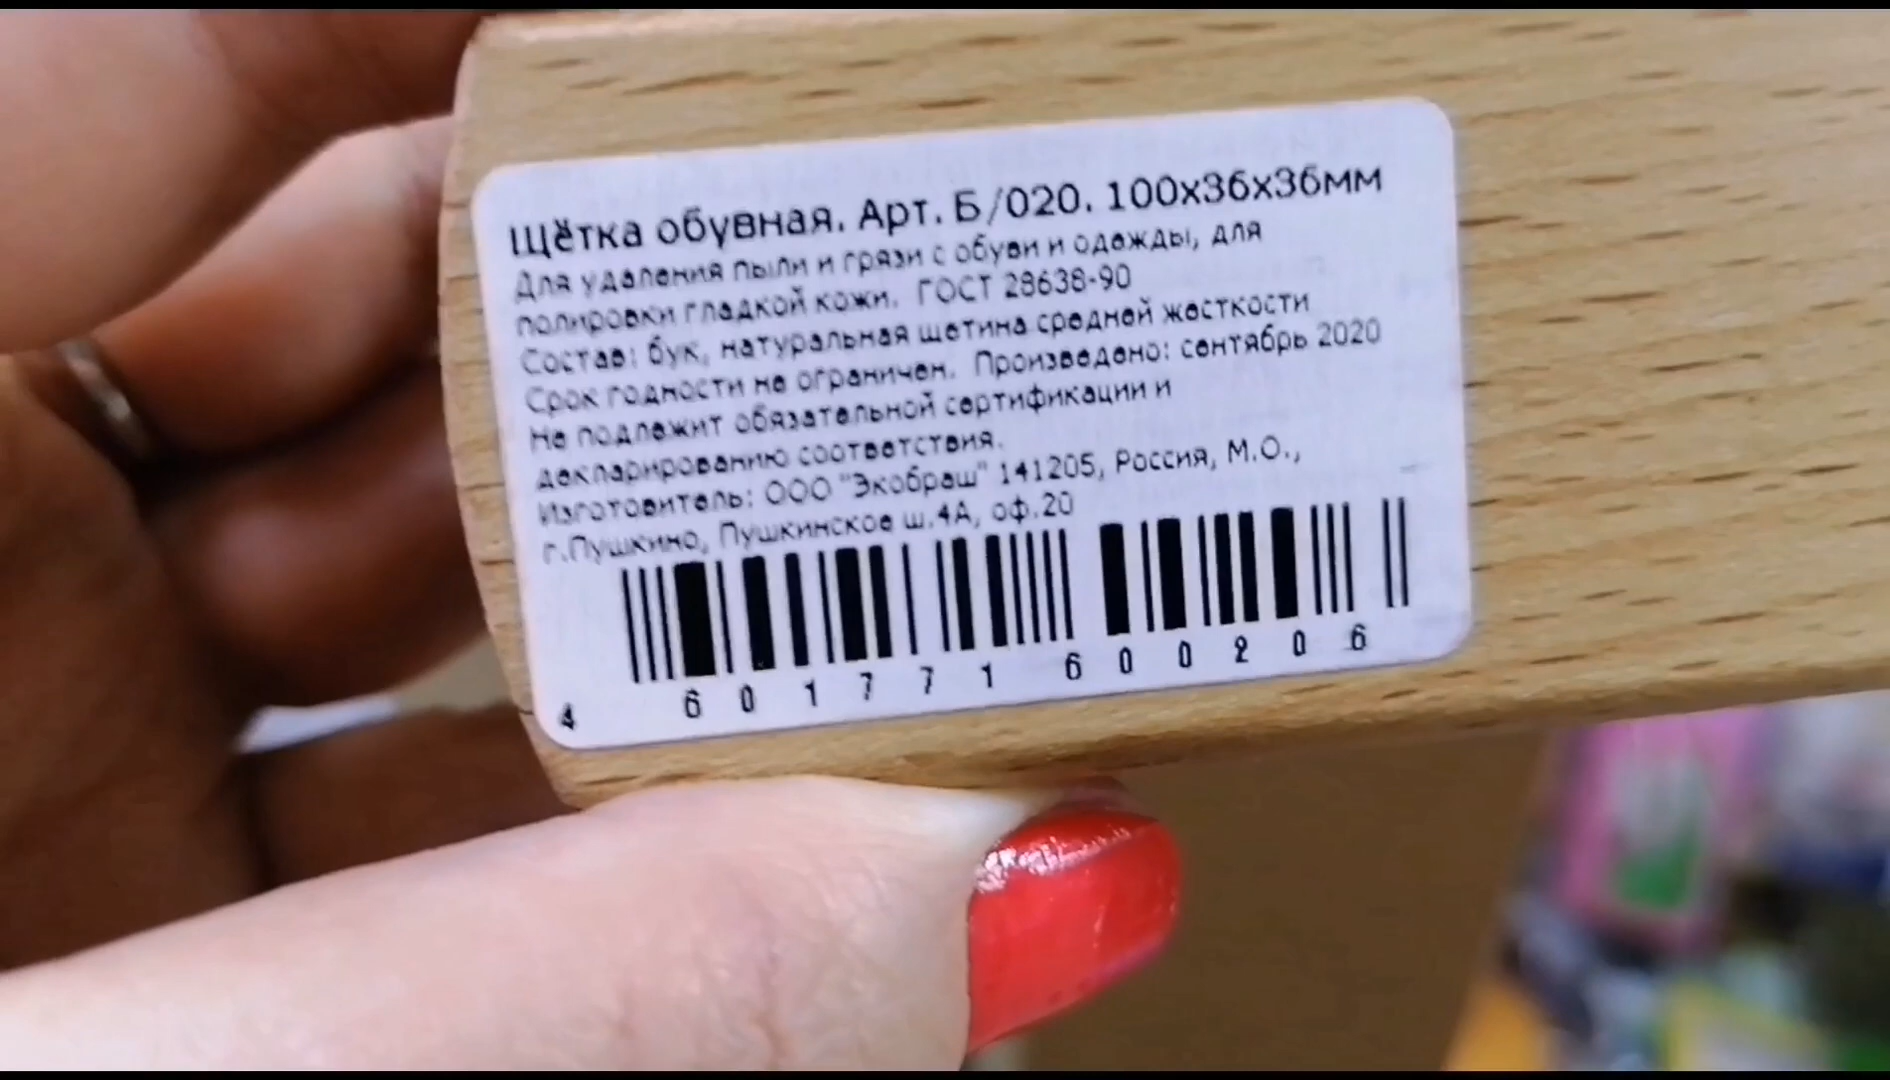 Щётка обувная. Арт. Б/020. 100х36х36мм
Для удаления пыли и грязи с обуви и одежды, для
полировки гладкой кожи. ГОСТ 28638-90
Состав: бук, натуральная щетина средней жесткости
Срок годности не ограничен. Произведено: сентябрь 2020
Не подлежит обязательной сертификации и
декларированию соответствия.
Изготовитель: ООО "Экобраш" 141205, Россия, М.О.,
г.Пушкино, Пушкинское ш.4А, оф.20
4 601771 600206